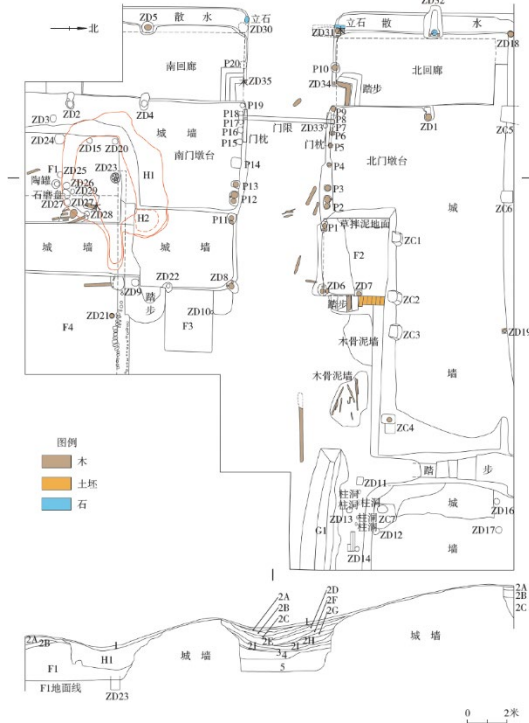 北
ZD5
散 水
立石
ZD30
立石
散 水
ZD32
ZD31
ZD18
南回廊
P20
ZD35
P10
ZD34
踏步
北回廊
ZD2
ZD4
ZD3
P19
P18
P17
P16
P15
门枕
门限
ZD33
P9
P8
P7
P6
门枕
P5
ZD1
ZC5
ZD24
ZD15
ZD20
城 墙
南门墩台
P14
P4
北门墩台
F1
ZD25
ZD23
H1
陶罐
ZD26
石磨盘
ZD29
ZD27
ZD27
ZD28
H2
P13
P12
P11
P3
P2
P1
草拌泥地面
F2
ZC1
城
ZC6
城 墙
城 墙
ZD9
踏步
ZD22
ZD8
ZD6
ZD7
踏步
ZC2
ZC3
ZD21
F4
F3
ZD10
木骨泥墙
木骨泥墙
ZD19
墙
ZC4
图例
木
土坯
石
踏 步
G1
ZD11
柱洞
柱洞
柱洞
ZD13
ZC7
柱洞
柱洞
ZD12
ZD14
城
墙
ZD16
ZD17
2A
2B
2C
2D
2F
2G
1
2E
2H
2J
2I
3
4
5
2A
2B
1
F1
H1
F1地面线
ZD23
城 墙
城 墙
2A
2B
2C
0 2米